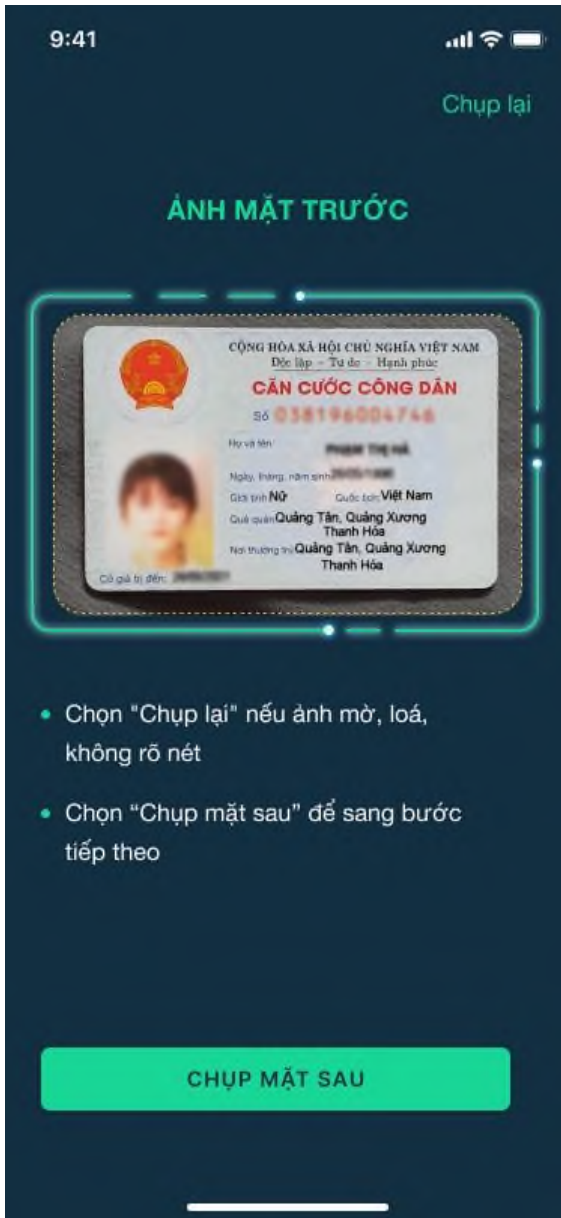 9:41
Chụp lại
ẢNH MẶT TRƯỚC
CỘNG HÒA XÃ HỘI CHỦ NGHĨA VIỆT NAM
Độc lập - Tự do - Hạnh phúc
CĂN CƯỚC CÔNG DÂN
Số
Họ và tên
Ngày, tháng, năm sinh
Giới tính Nữ Quốc tịch Việt Nam
Quê quán Quảng Tân, Quảng Xương
Thanh Hóa
Nơi thường trú Quảng Tân, Quảng Xương
Thanh Hóa
Có giá trị đến:
• Chọn "Chụp lại" nếu ảnh mờ, loá,
không rõ nét
• Chọn “Chụp mặt sau” để sang bước
tiếp theo
CHỤP MẶT SAU